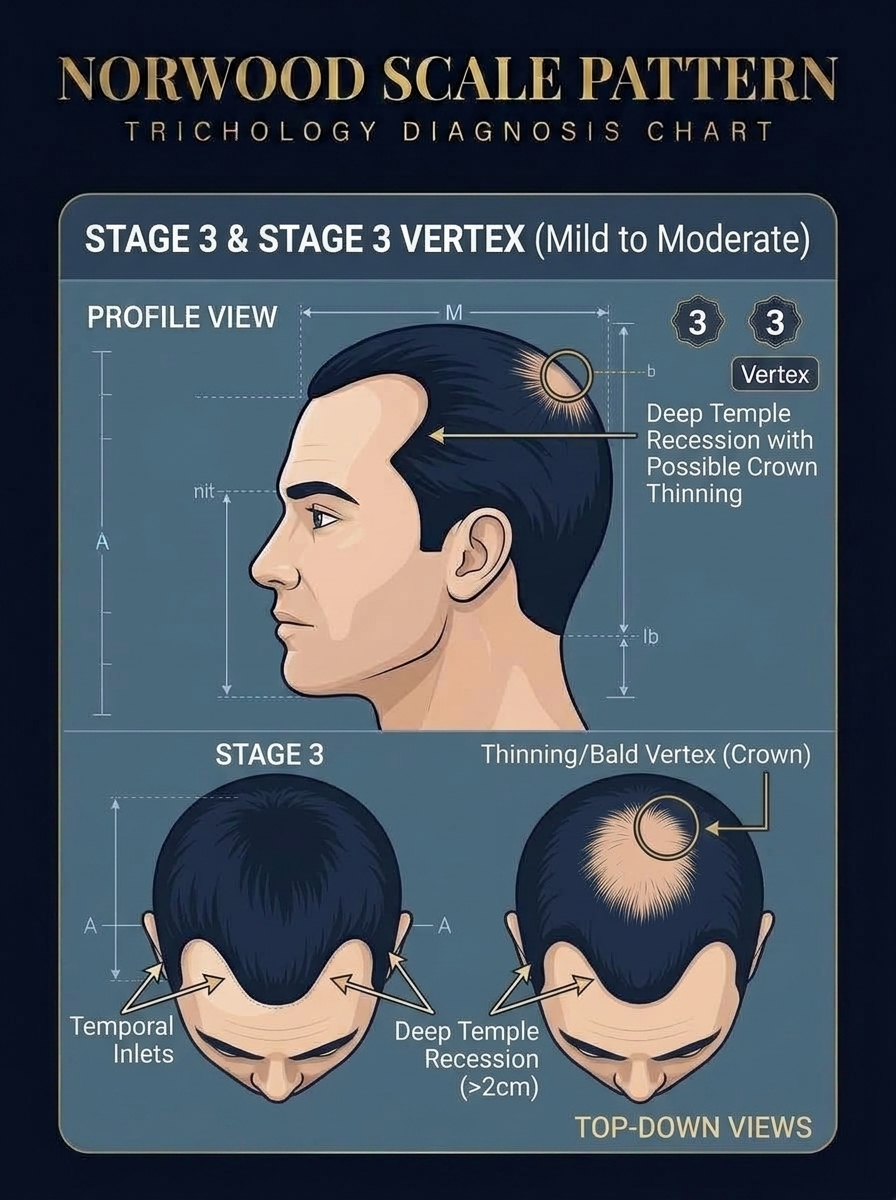 NORWOOD SCALE PATTERN
TRICHOLOGY DIAGNOSIS CHART
STAGE 3 & STAGE 3 VERTEX (Mild to Moderate)
PROFILE VIEW
M
3
3
Vertex
b
Deep Temple
Recession with
Possible Crown
Thinning
nit
A
lb
STAGE 3
Thinning/Bald Vertex (Crown)
A
A
Temporal
Inlets
Deep Temple
Recession
(>2cm)
TOP-DOWN VIEWS